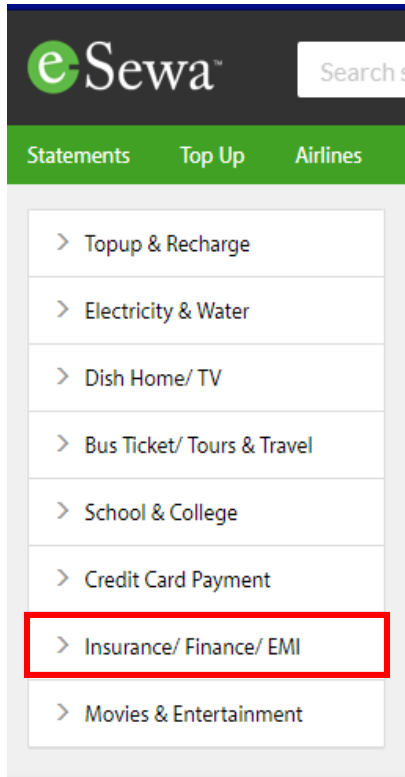 eSewa™
Search s
Statements Top Up Airlines
Topup & Recharge
Electricity & Water
Dish Home/ TV
Bus Ticket/ Tours & Travel
School & College
Credit Card Payment
Insurance/ Finance/ EMI
Movies & Entertainment